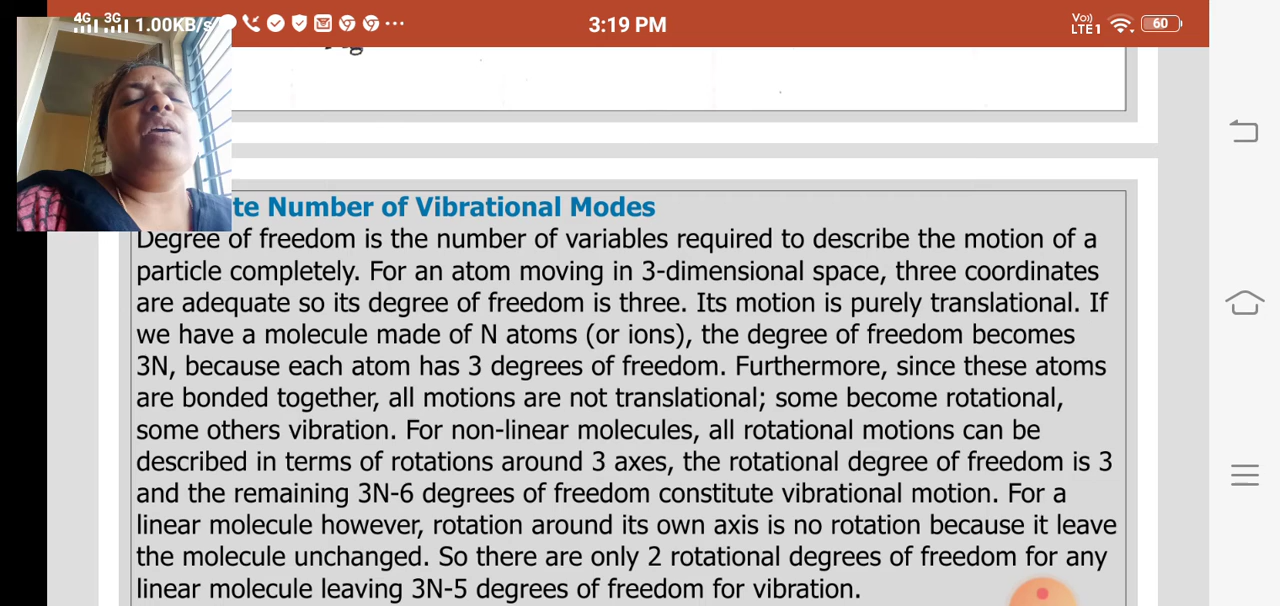 4G 3G 1.00KB/s 3:19 PM Vo)) LTE1 60
te Number of Vibrational Modes
Degree of freedom is the number of variables required to describe the motion of a
particle completely. For an atom moving in 3-dimensional space, three coordinates
are adequate so its degree of freedom is three. Its motion is purely translational. If
we have a molecule made of N atoms (or ions), the degree of freedom becomes
3N, because each atom has 3 degrees of freedom. Furthermore, since these atoms
are bonded together, all motions are not translational; some become rotational,
some others vibration. For non-linear molecules, all rotational motions can be
described in terms of rotations around 3 axes, the rotational degree of freedom is 3
and the remaining 3N-6 degrees of freedom constitute vibrational motion. For a
linear molecule however, rotation around its own axis is no rotation because it leave
the molecule unchanged. So there are only 2 rotational degrees of freedom for any
linear molecule leaving 3N-5 degrees of freedom for vibration.